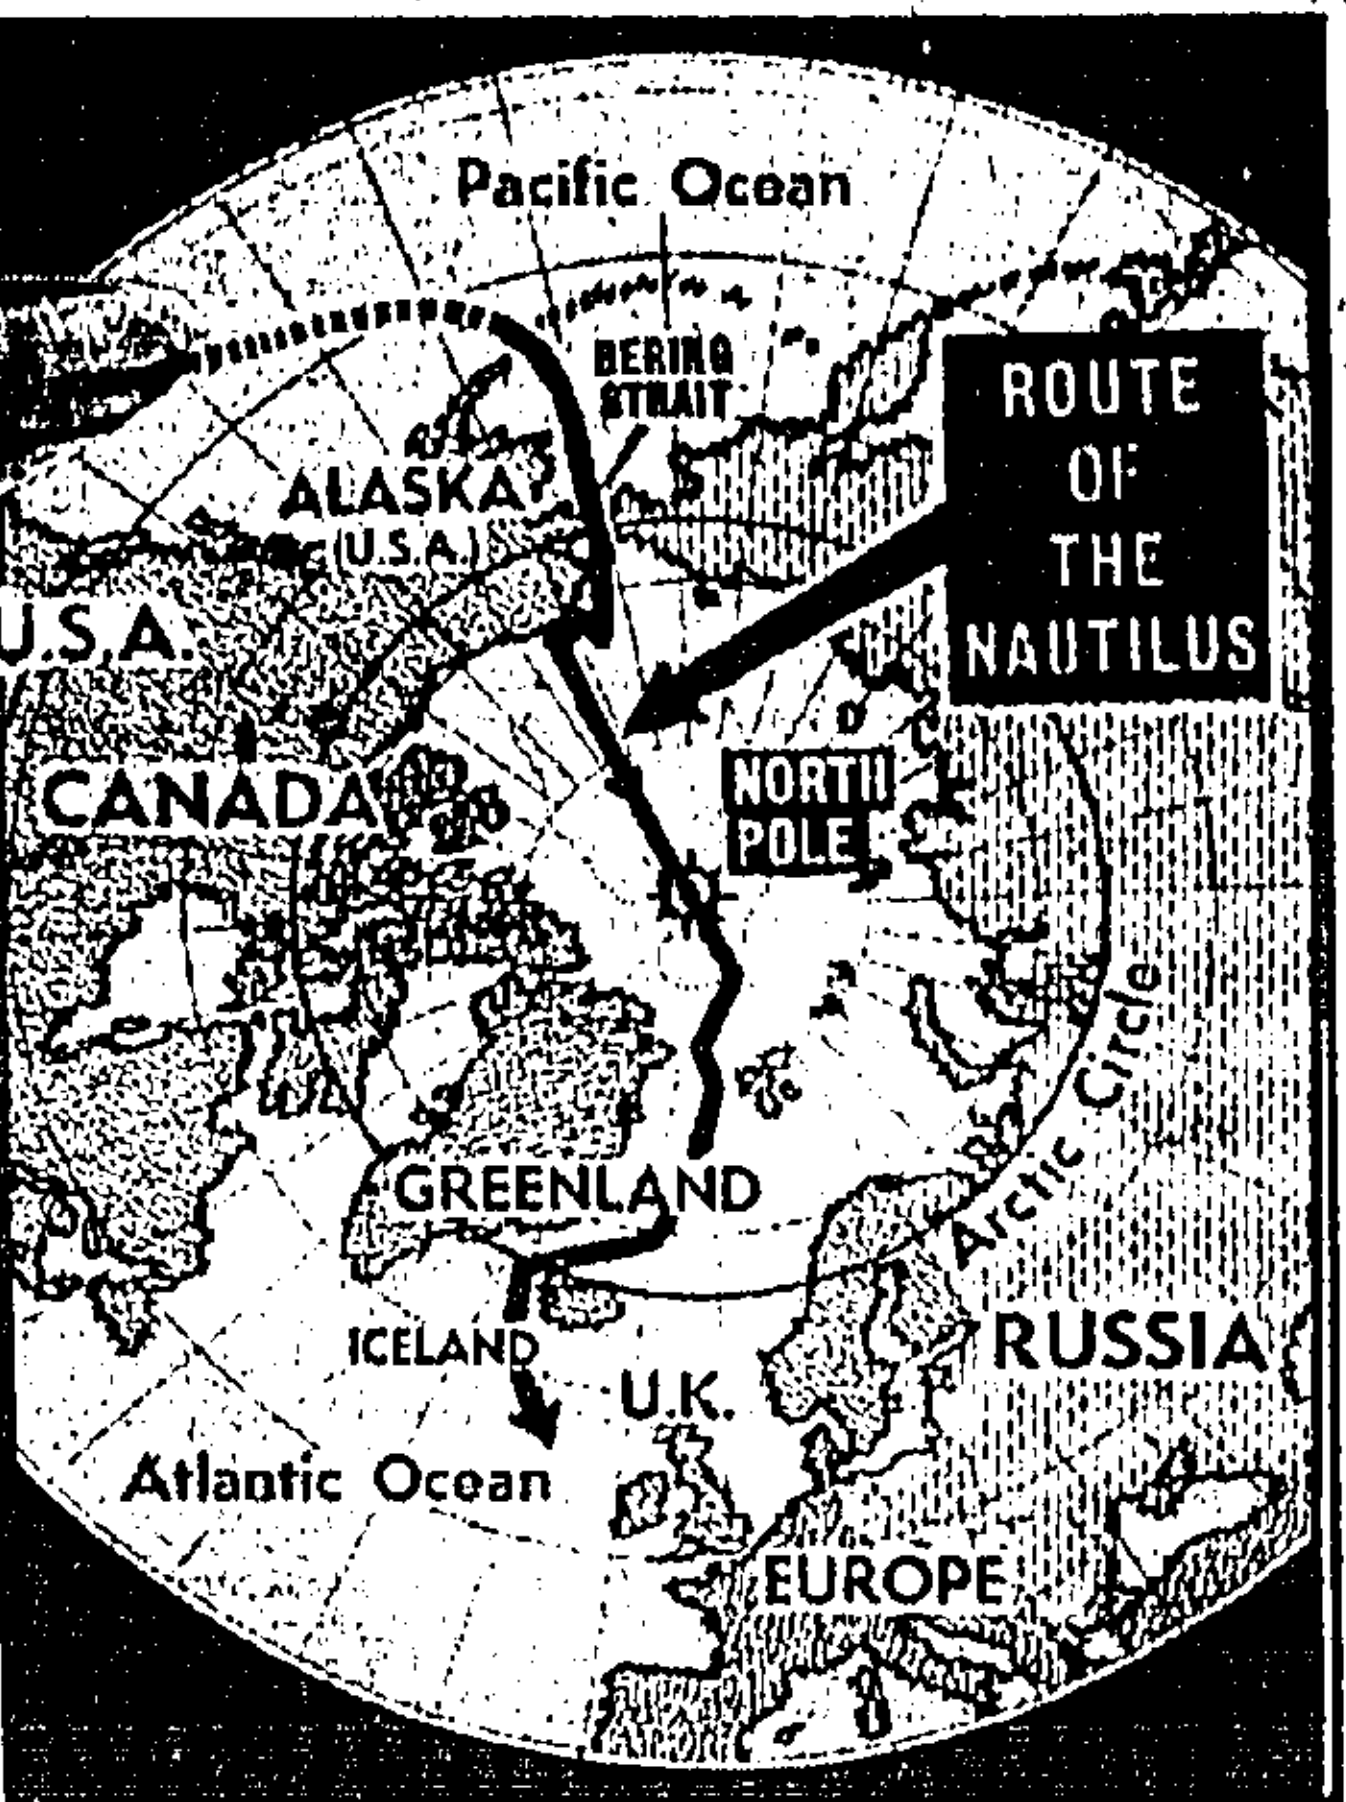 Pacific Ocean
BERING
STRAIT
ROUTE
OF
THE
NAUTILUS
ALASKA
(U.S.A.)
U.S.A.
CANADA
NORTH
POLE
Arctic Circle
GREENLAND
ICELAND
RUSSIA
U.K.
Atlantic Ocean
EUROPE